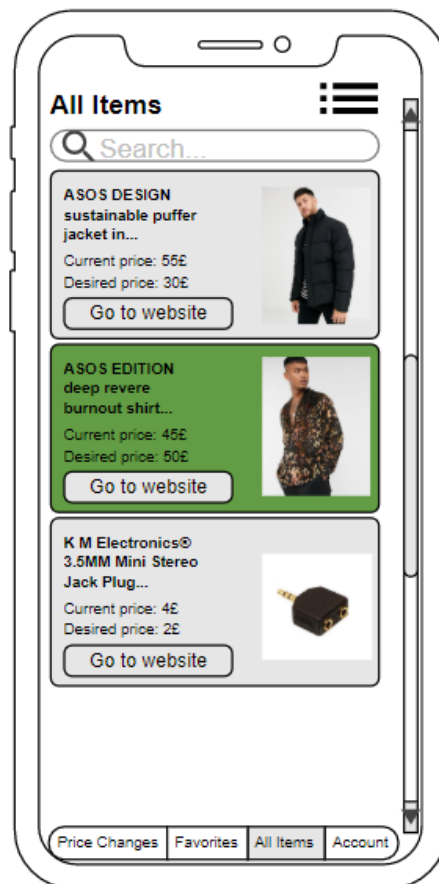 All Items
Search...
ASOS DESIGN
sustainable puffer
jacket in...
Current price: 55£
Desired price: 30£
Go to website
ASOS EDITION
deep revere
burnout shirt...
Current price: 45£
Desired price: 50£
Go to website
K M Electronics®
3.5MM Mini Stereo
Jack Plug...
Current price: 4£
Desired price: 2£
Go to website
Price Changes Favorites All Items Account